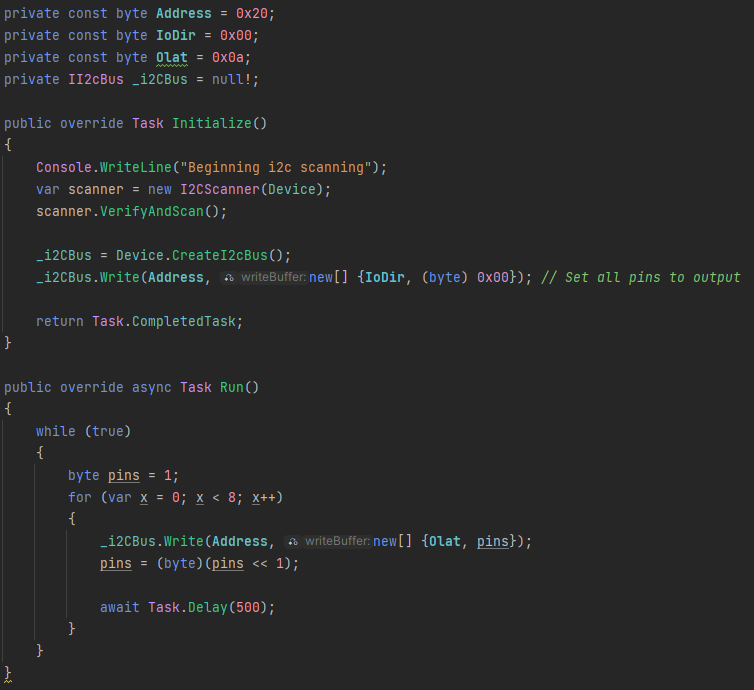 private const byte Address = 0x20;
private const byte IoDir = 0x00;
private const byte Olat = 0x0a;
private II2cBus _i2CBus = null!;

public override Task Initialize()
{
    Console.WriteLine("Beginning i2c scanning");
    var scanner = new I2CScanner(Device);
    scanner.VerifyAndScan();

    _i2CBus = Device.CreateI2cBus();
    _i2CBus.Write(Address, writeBuffer:new[] {IoDir, (byte) 0x00}); // Set all pins to output

    return Task.CompletedTask;
}

public override async Task Run()
{
    while (true)
    {
        byte pins = 1;
        for (var x = 0; x < 8; x++)
        {
            _i2CBus.Write(Address, writeBuffer:new[] {Olat, pins});
            pins = (byte)(pins << 1);

            await Task.Delay(500);
        }
    }
}